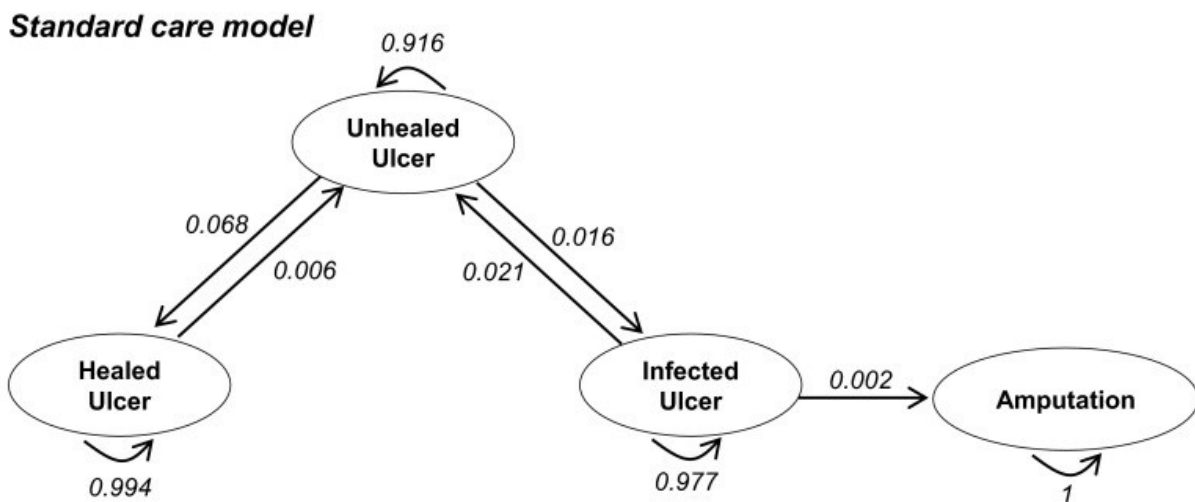 Standard care model
0.916
Unhealed
Ulcer
0.068
0.016
0.006
0.021
Healed
Ulcer
Infected
Ulcer
0.002
Amputation
0.994
0.977
1